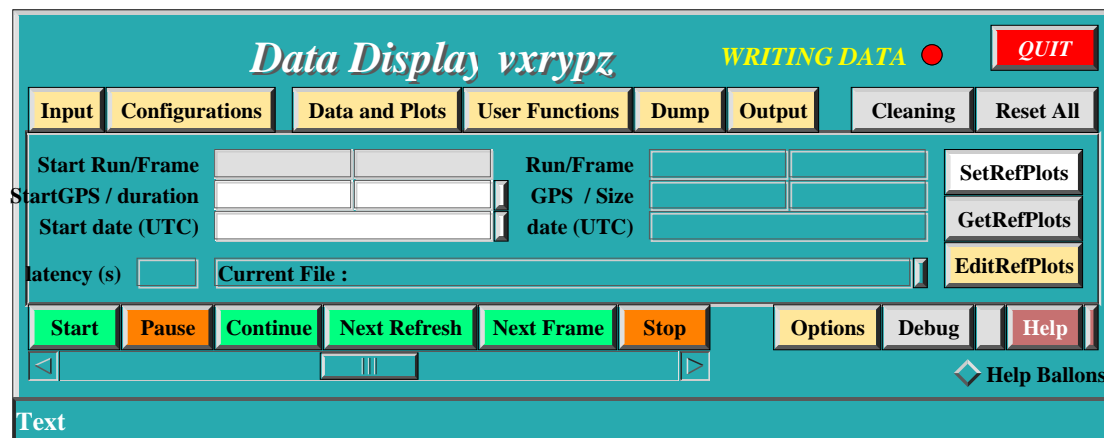 Data Display vxrypz WRITING DATA QUIT
Input Configurations Data and Plots User Functions Dump Output Cleaning Reset All
Start Run/Frame Run/Frame SetRefPlots
StartGPS / duration GPS / Size
Start date (UTC) date (UTC) GetRefPlots
latency (s) Current File : EditRefPlots
Start Pause Continue Next Refresh Next Frame Stop Options Debug Help
Help Ballons
Text